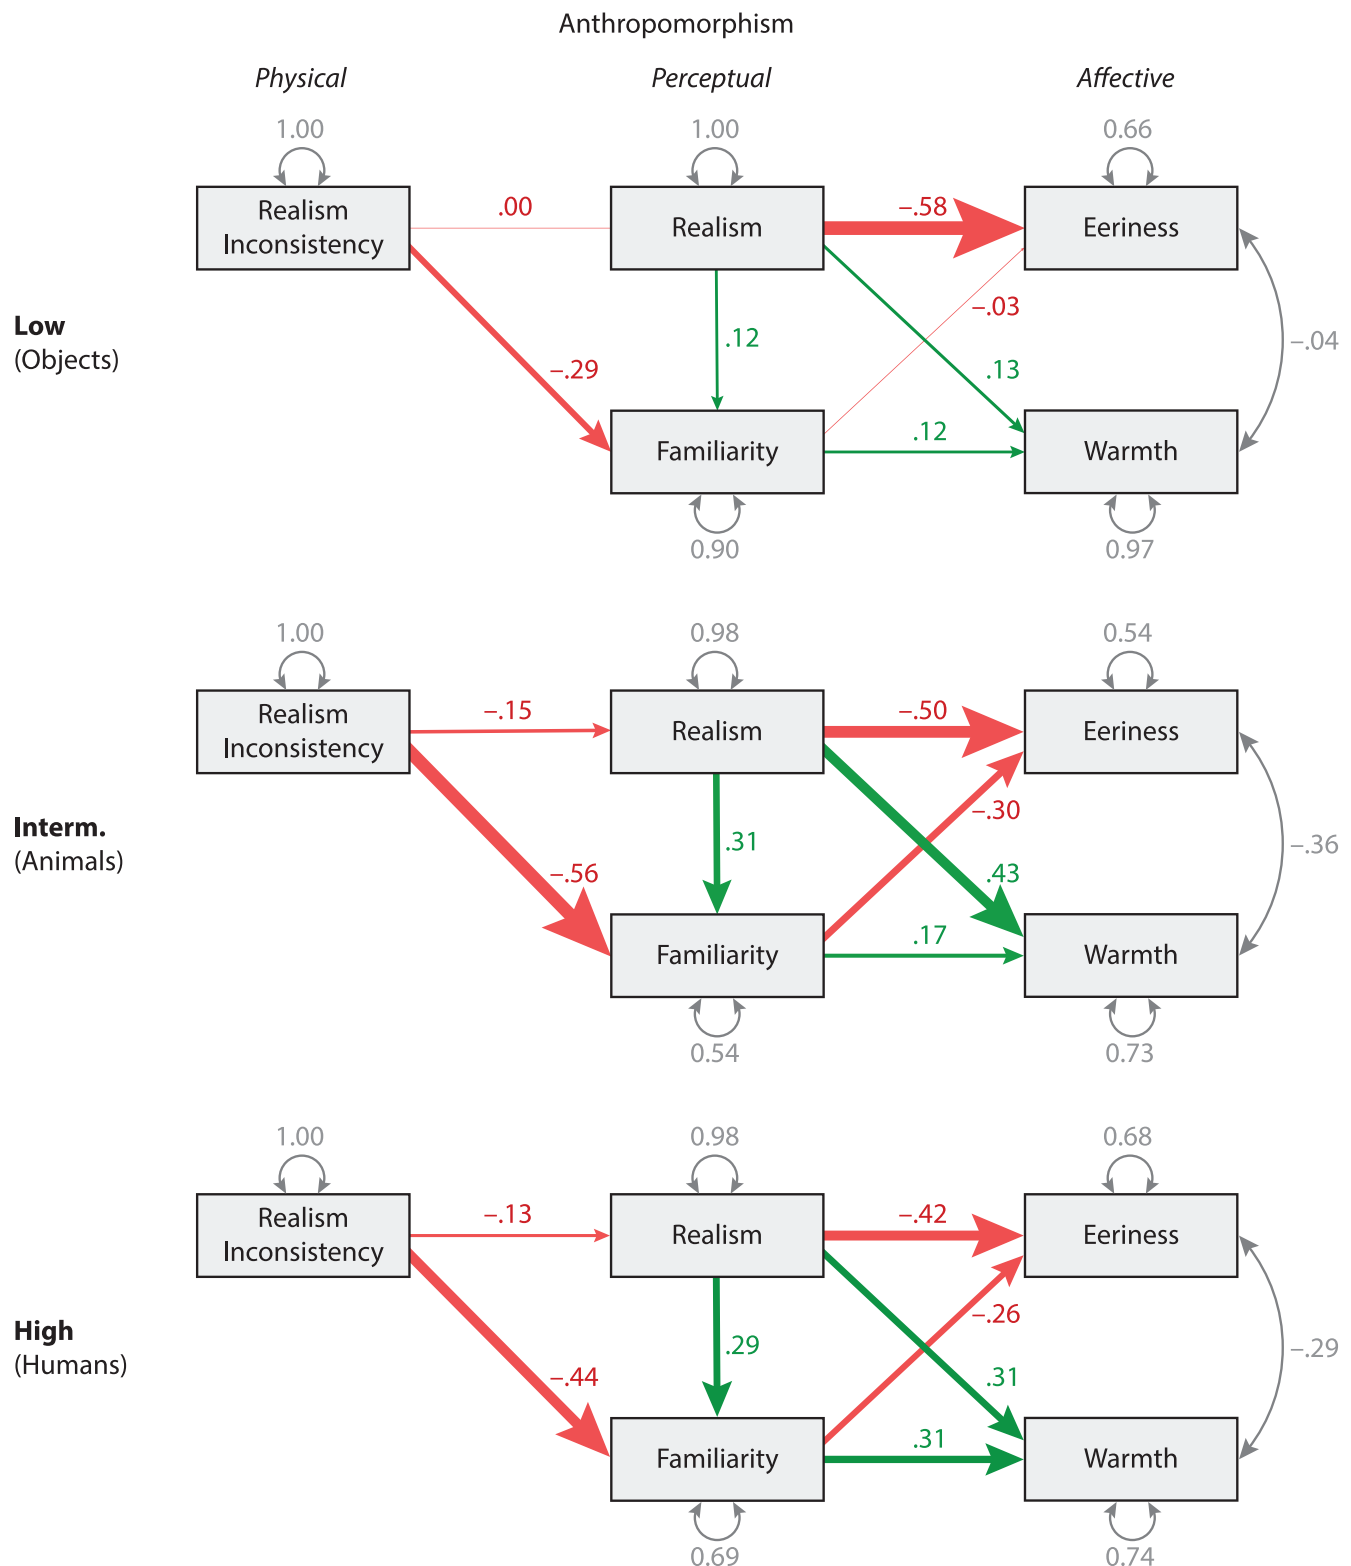 Anthropomorphism
Physical
Perceptual
Affective
1.00
1.00
0.66
Realism
Inconsistency
.00
Realism
–.58
Eeriness
Low
(Objects)
–.29
.12
–.03
.13
–.04
Familiarity
.12
Warmth
0.90
0.97
1.00
0.98
0.54
Realism
Inconsistency
–.15
Realism
–.50
Eeriness
Interm.
(Animals)
–.56
.31
–.30
.43
–.36
Familiarity
.17
Warmth
0.54
0.73
1.00
0.98
0.68
Realism
Inconsistency
–.13
Realism
–.42
Eeriness
High
(Humans)
–.44
.29
–.26
.31
–.29
Familiarity
.31
Warmth
0.69
0.74